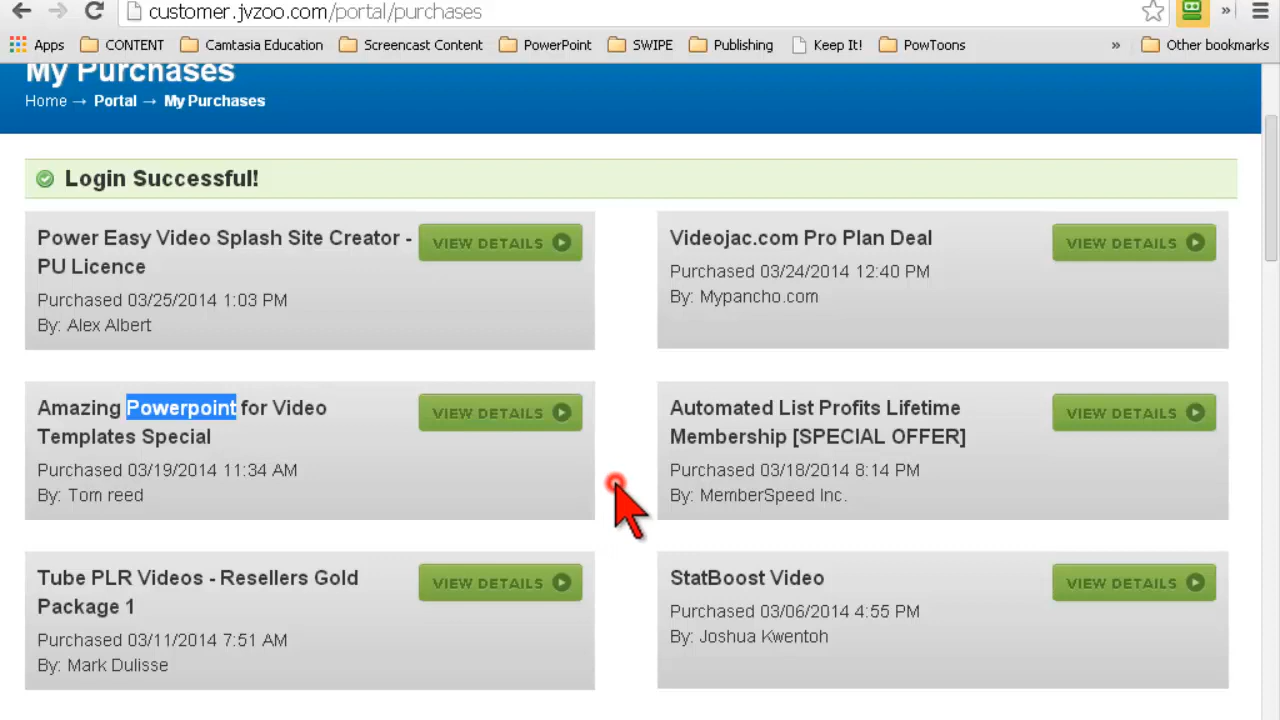 customer.jvzoo.com/portal/purchases
Apps CONTENT Camtasia Education Screencast Content PowerPoint SWIPE Publishing Keep It! PowToons » Other bookmarks
My Purchases
Home → Portal → My Purchases
Login Successful!
Power Easy Video Splash Site Creator -
PU Licence
VIEW DETAILS
Purchased 03/25/2014 1:03 PM
By: Alex Albert
Videojac.com Pro Plan Deal
VIEW DETAILS
Purchased 03/24/2014 12:40 PM
By: Mypancho.com
Amazing Powerpoint for Video
Templates Special
VIEW DETAILS
Purchased 03/19/2014 11:34 AM
By: Tom reed
Automated List Profits Lifetime
Membership [SPECIAL OFFER]
VIEW DETAILS
Purchased 03/18/2014 8:14 PM
By: MemberSpeed Inc.
Tube PLR Videos - Resellers Gold
Package 1
VIEW DETAILS
Purchased 03/11/2014 7:51 AM
By: Mark Dulisse
StatBoost Video
VIEW DETAILS
Purchased 03/06/2014 4:55 PM
By: Joshua Kwentoh